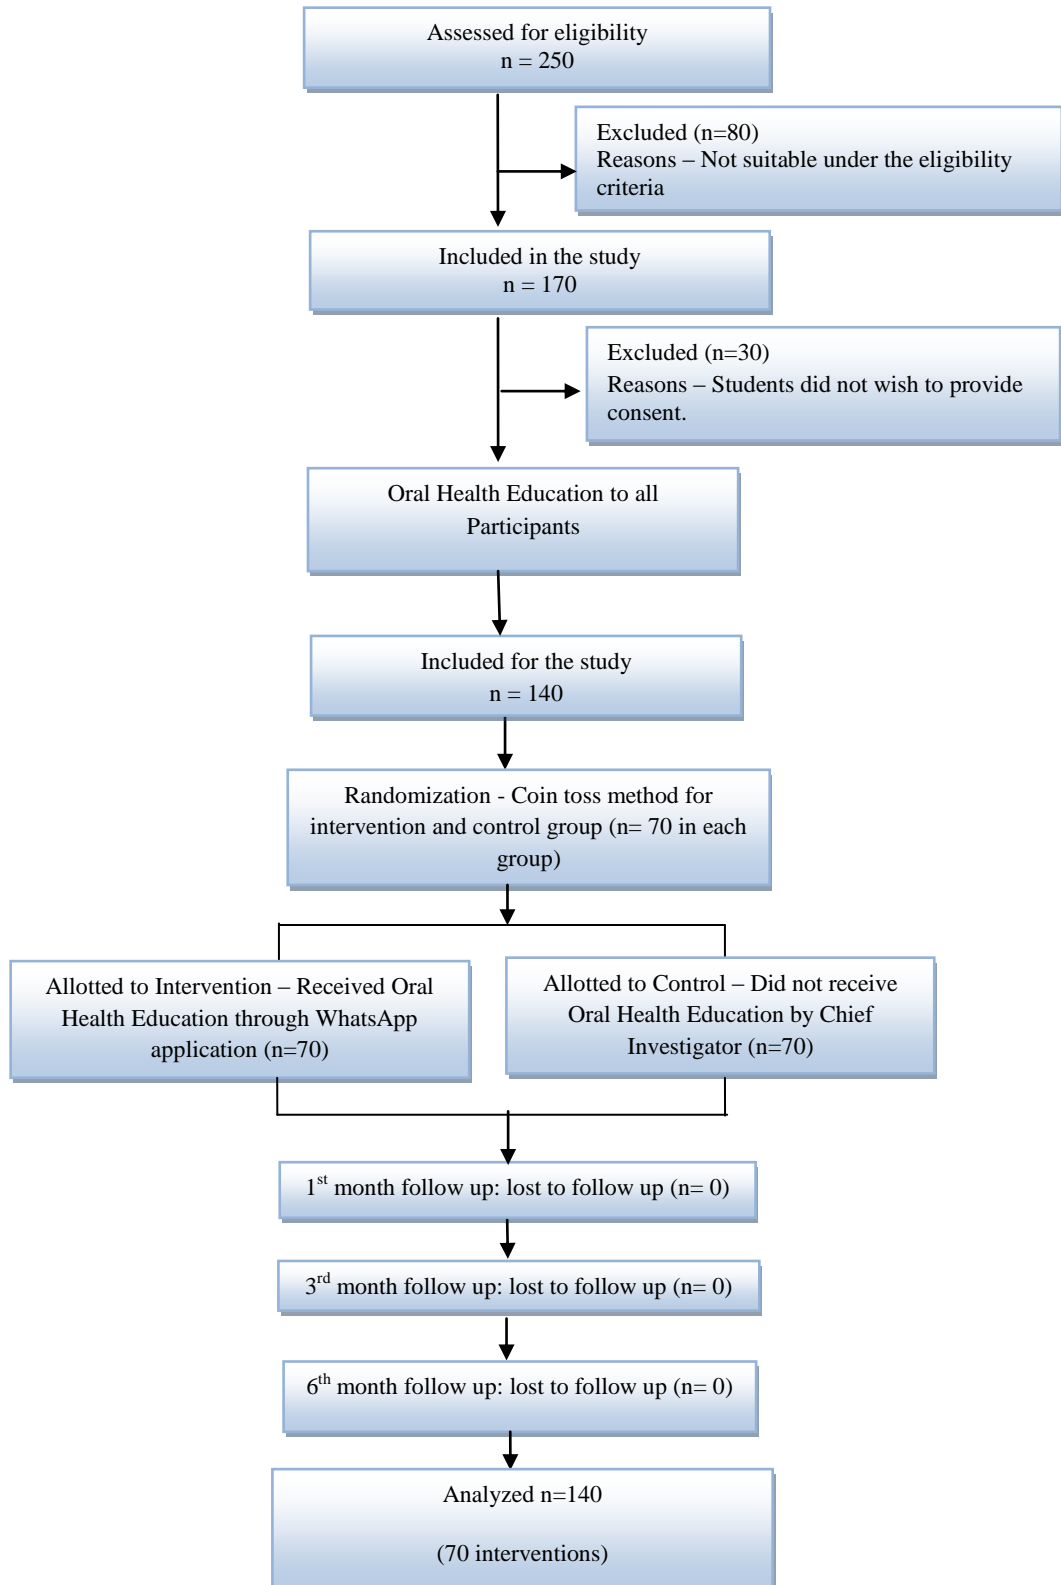 Assessed for eligibility
n = 250
Excluded (n=80)
Reasons – Not suitable under the eligibility
criteria
Included in the study
n = 170
Excluded (n=30)
Reasons – Students did not wish to provide
consent.
Oral Health Education to all
Participants
Included for the study
n = 140
Randomization - Coin toss method for
intervention and control group (n= 70 in each
group)
Allotted to Intervention – Received Oral
Health Education through WhatsApp
application (n=70)
Allotted to Control – Did not receive
Oral Health Education by Chief
Investigator (n=70)
1st month follow up: lost to follow up (n= 0)
3rd month follow up: lost to follow up (n= 0)
6th month follow up: lost to follow up (n= 0)
Analyzed n=140
(70 interventions)